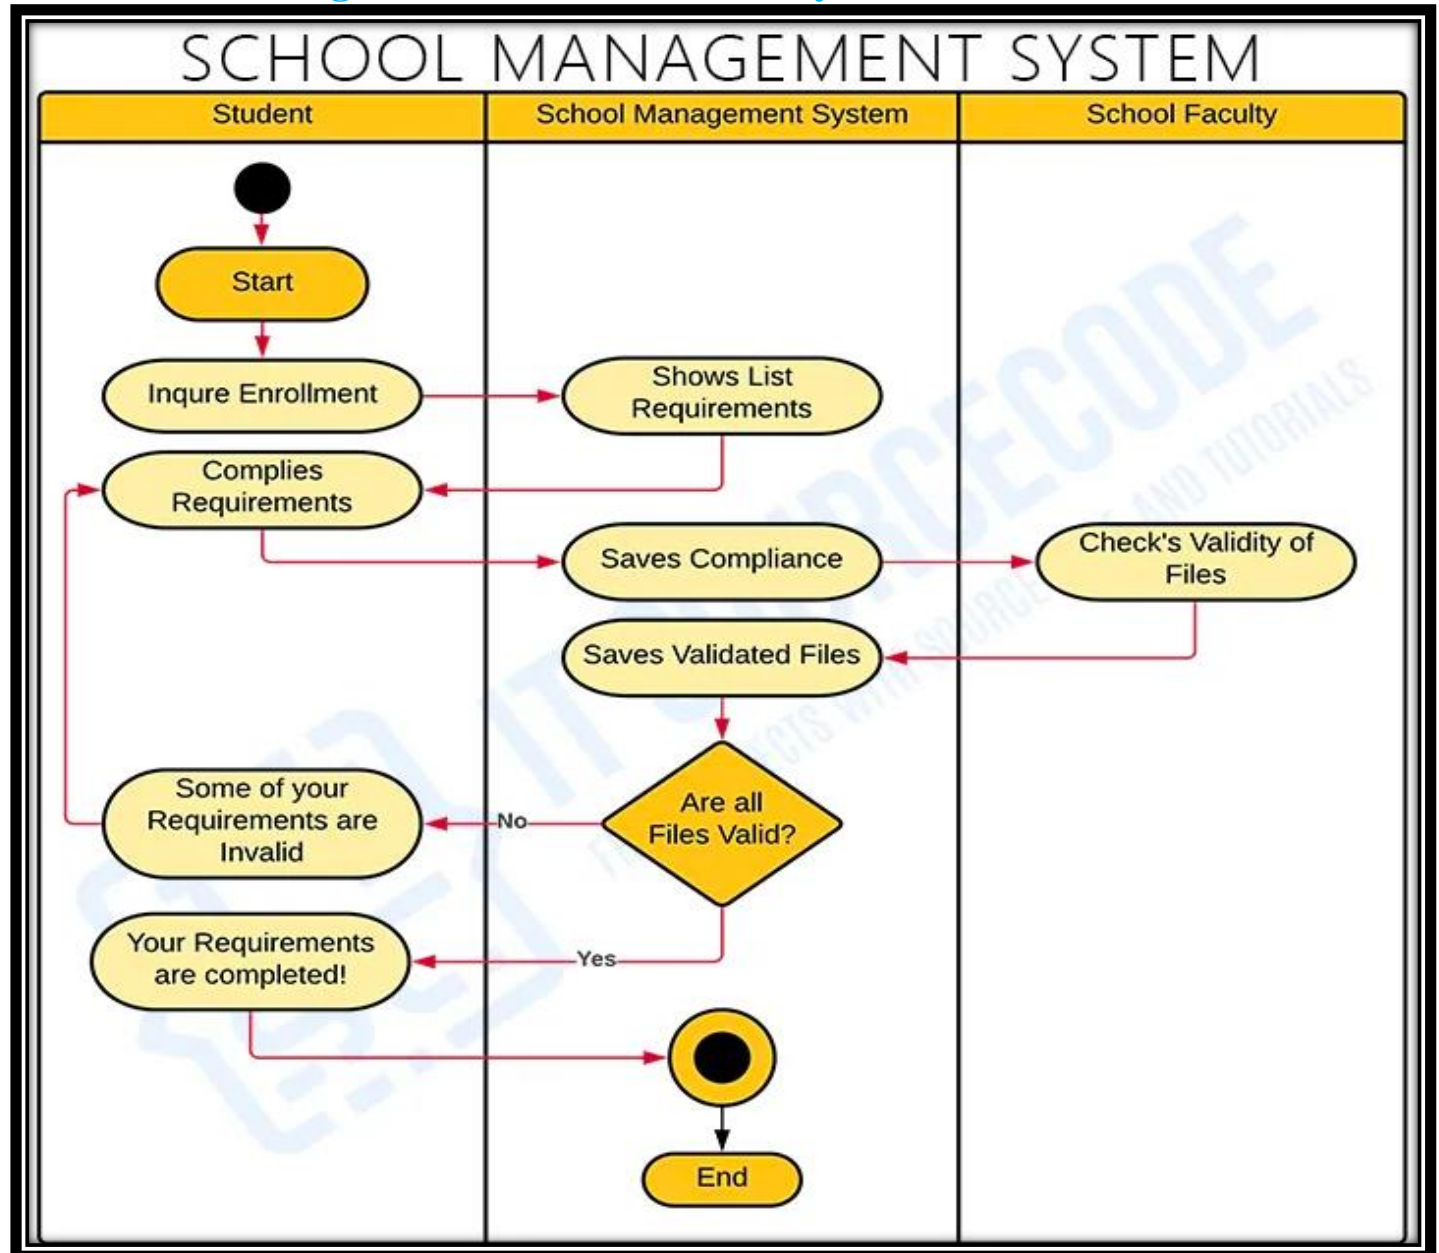 SCHOOL MANAGEMENT SYSTEM
Student
School Management System
School Faculty
Start
Inqure Enrollment
Shows List
Requirements
Complies
Requirements
Saves Compliance
Check's Validity of
Files
Saves Validated Files
Are all
Files Valid?
No
Some of your
Requirements are
Invalid
Yes
Your Requirements
are completed!
End